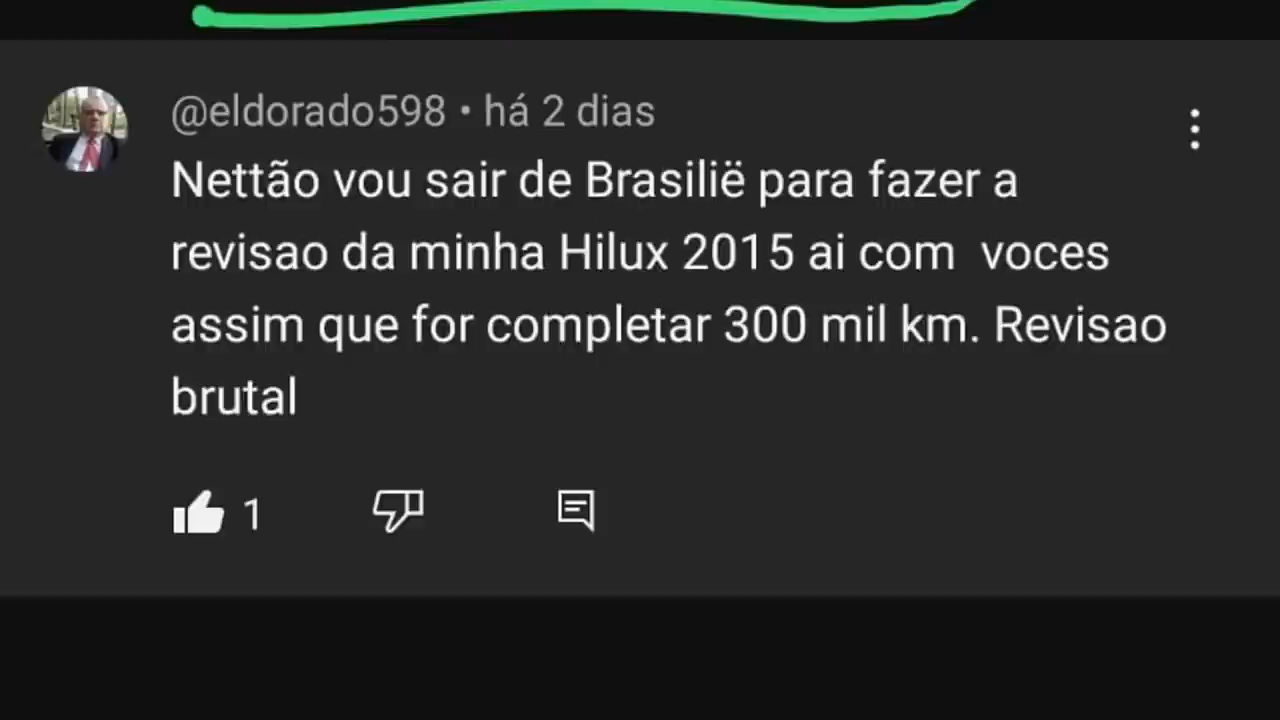 @eldorado598 • há 2 dias
Nettão vou sair de Brasilië para fazer a
revisao da minha Hilux 2015 ai com  voces
assim que for completar 300 mil km. Revisao
brutal
1